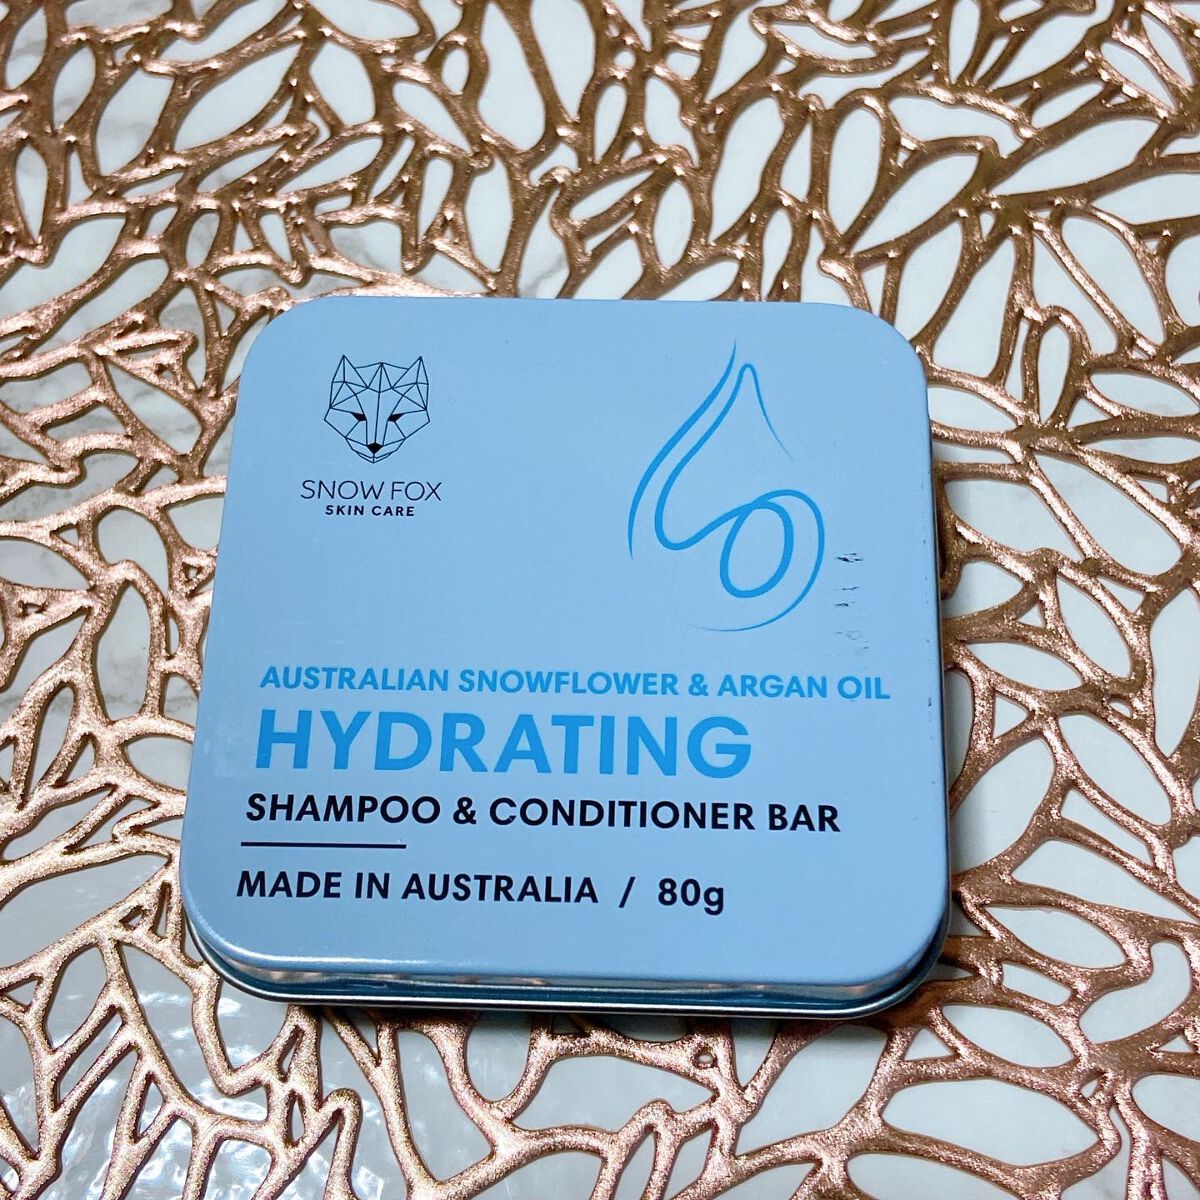 SNOW FOX
SKIN CARE
AUSTRALIAN SNOWFLOWER & ARGAN OIL
HYDRATING
SHAMPOO & CONDITIONER BAR
MADE IN AUSTRALIA / 80g